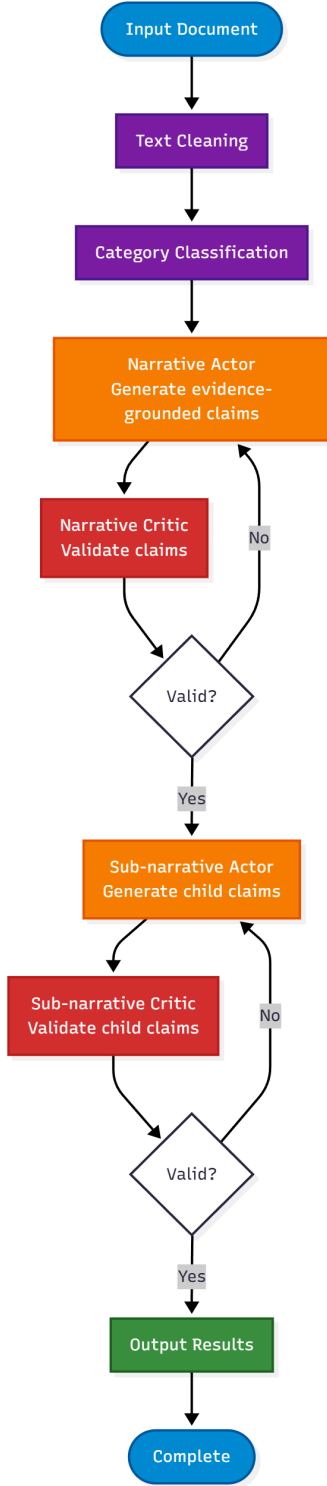 Input Document
Text Cleaning
Category Classification
Narrative Actor
Generate evidence-
grounded claims
Narrative Critic
Validate claims
No
Valid?
Yes
Sub-narrative Actor
Generate child claims
Sub-narrative Critic
Validate child claims
No
Valid?
Yes
Output Results
Complete